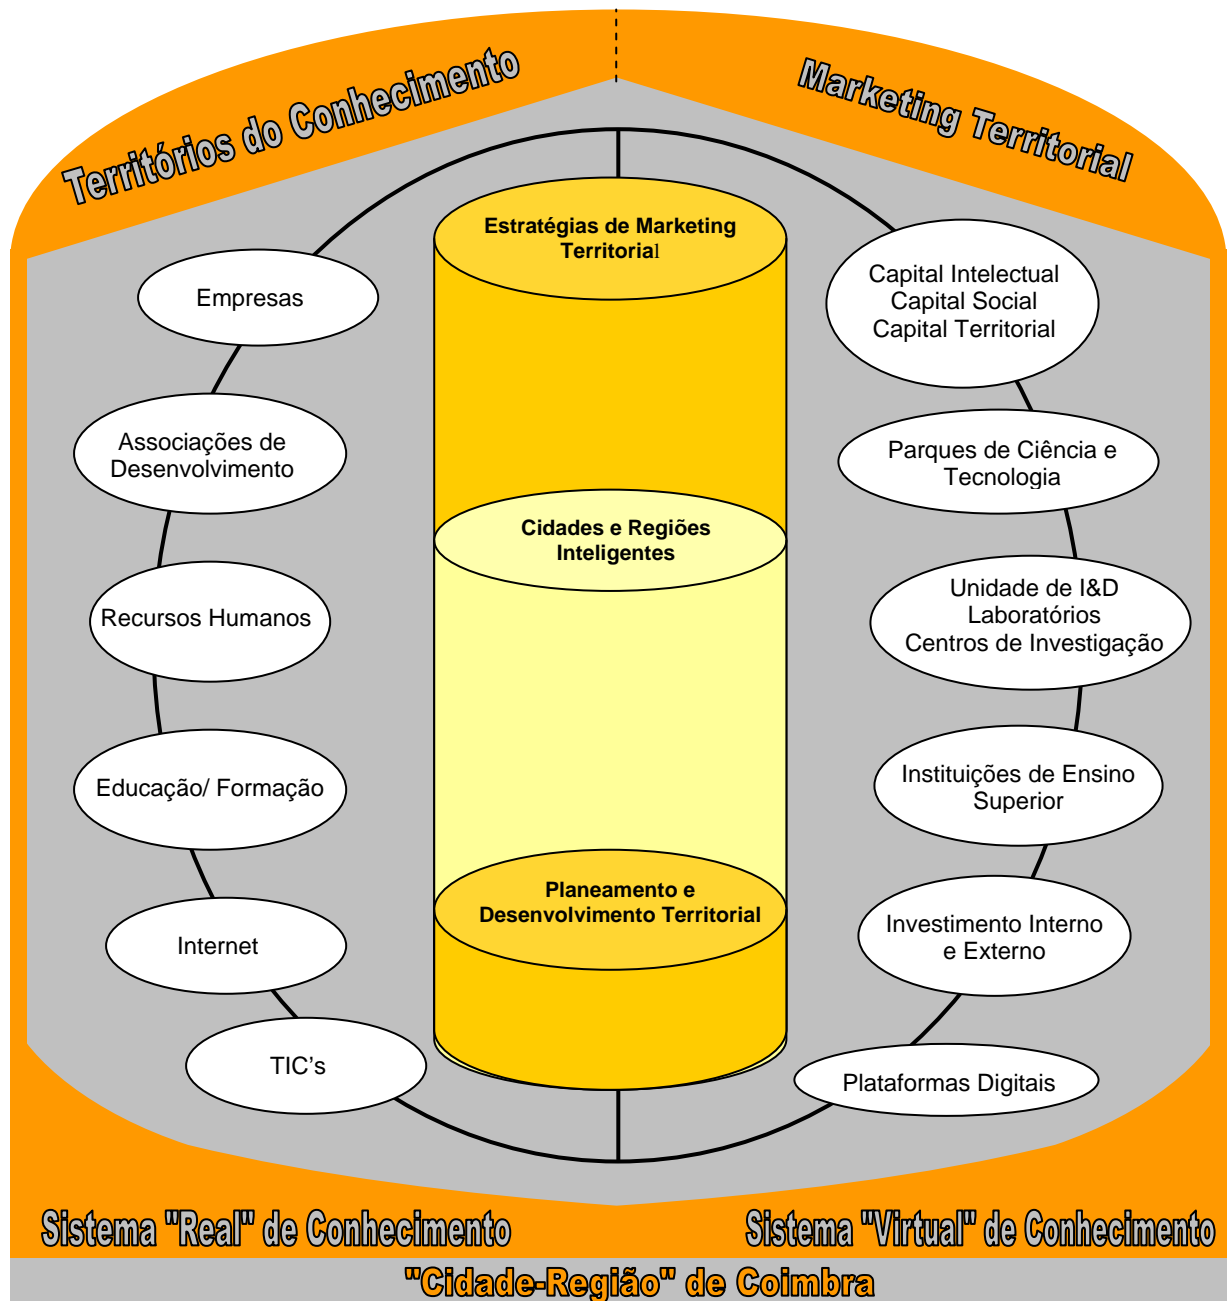 Territórios do Conhecimento
Marketing Territorial
Estratégias de Marketing
Territorial
Empresas
Associações de
Desenvolvimento
Recursos Humanos
Educação/ Formação
Internet
TIC's
Cidades e Regiões
Inteligentes
Planeamento e
Desenvolvimento Territorial
Capital Intelectual
Capital Social
Capital Territorial
Parques de Ciência e
Tecnologia
Unidade de I&D
Laboratórios
Centros de Investigação
Instituições de Ensino
Superior
Investimento Interno
e Externo
Plataformas Digitais
Sistema "Real" de Conhecimento
Sistema "Virtual" de Conhecimento
"Cidade-Região" de Coimbra